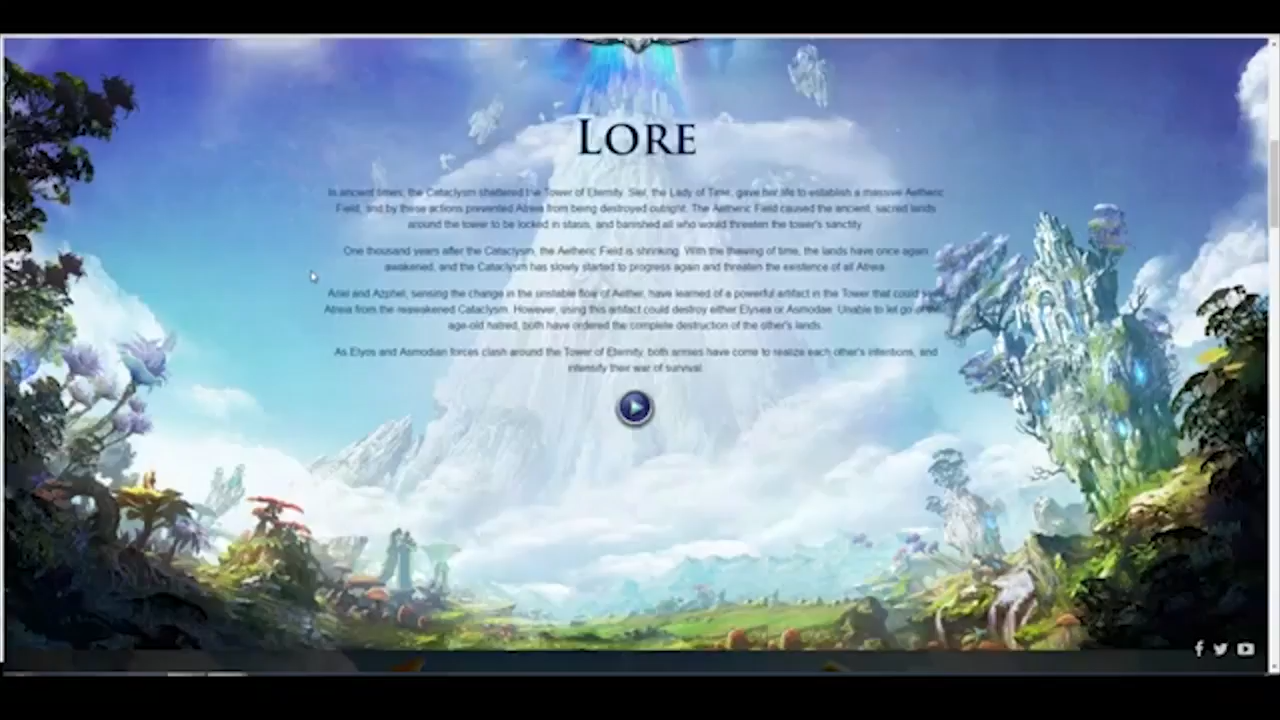 LORE
In ancient times, the Cataclysm shattered the Tower of Eternity. Siel, the Lady of Time, gave her life to establish a massive Aetheric
Field, and by these actions prevented Atreia from being destroyed outright. The Aetheric Field caused the ancient, sacred lands
around the tower to be locked in stasis, and banished all who would threaten the tower's sanctity.
One thousand years after the Cataclysm, the Aetheric Field is shrinking. With the thawing of time, the lands have once again
awakened, and the Cataclysm has slowly started to progress again and threaten the existence of all Atreia.
Ariel and Azphel, sensing the change in the unstable flow of Aether, have learned of a powerful artifact in the Tower that could
Atreia from the reawakened Cataclysm. However, using this artifact could destroy either Elysea or Asmodae. Unable to let go of
age-old hatred, both have ordered the complete destruction of the other's lands.
As Elyos and Asmodian forces clash around the Tower of Eternity, both armies have come to realize each other's intentions, and
intensify their war of survival.